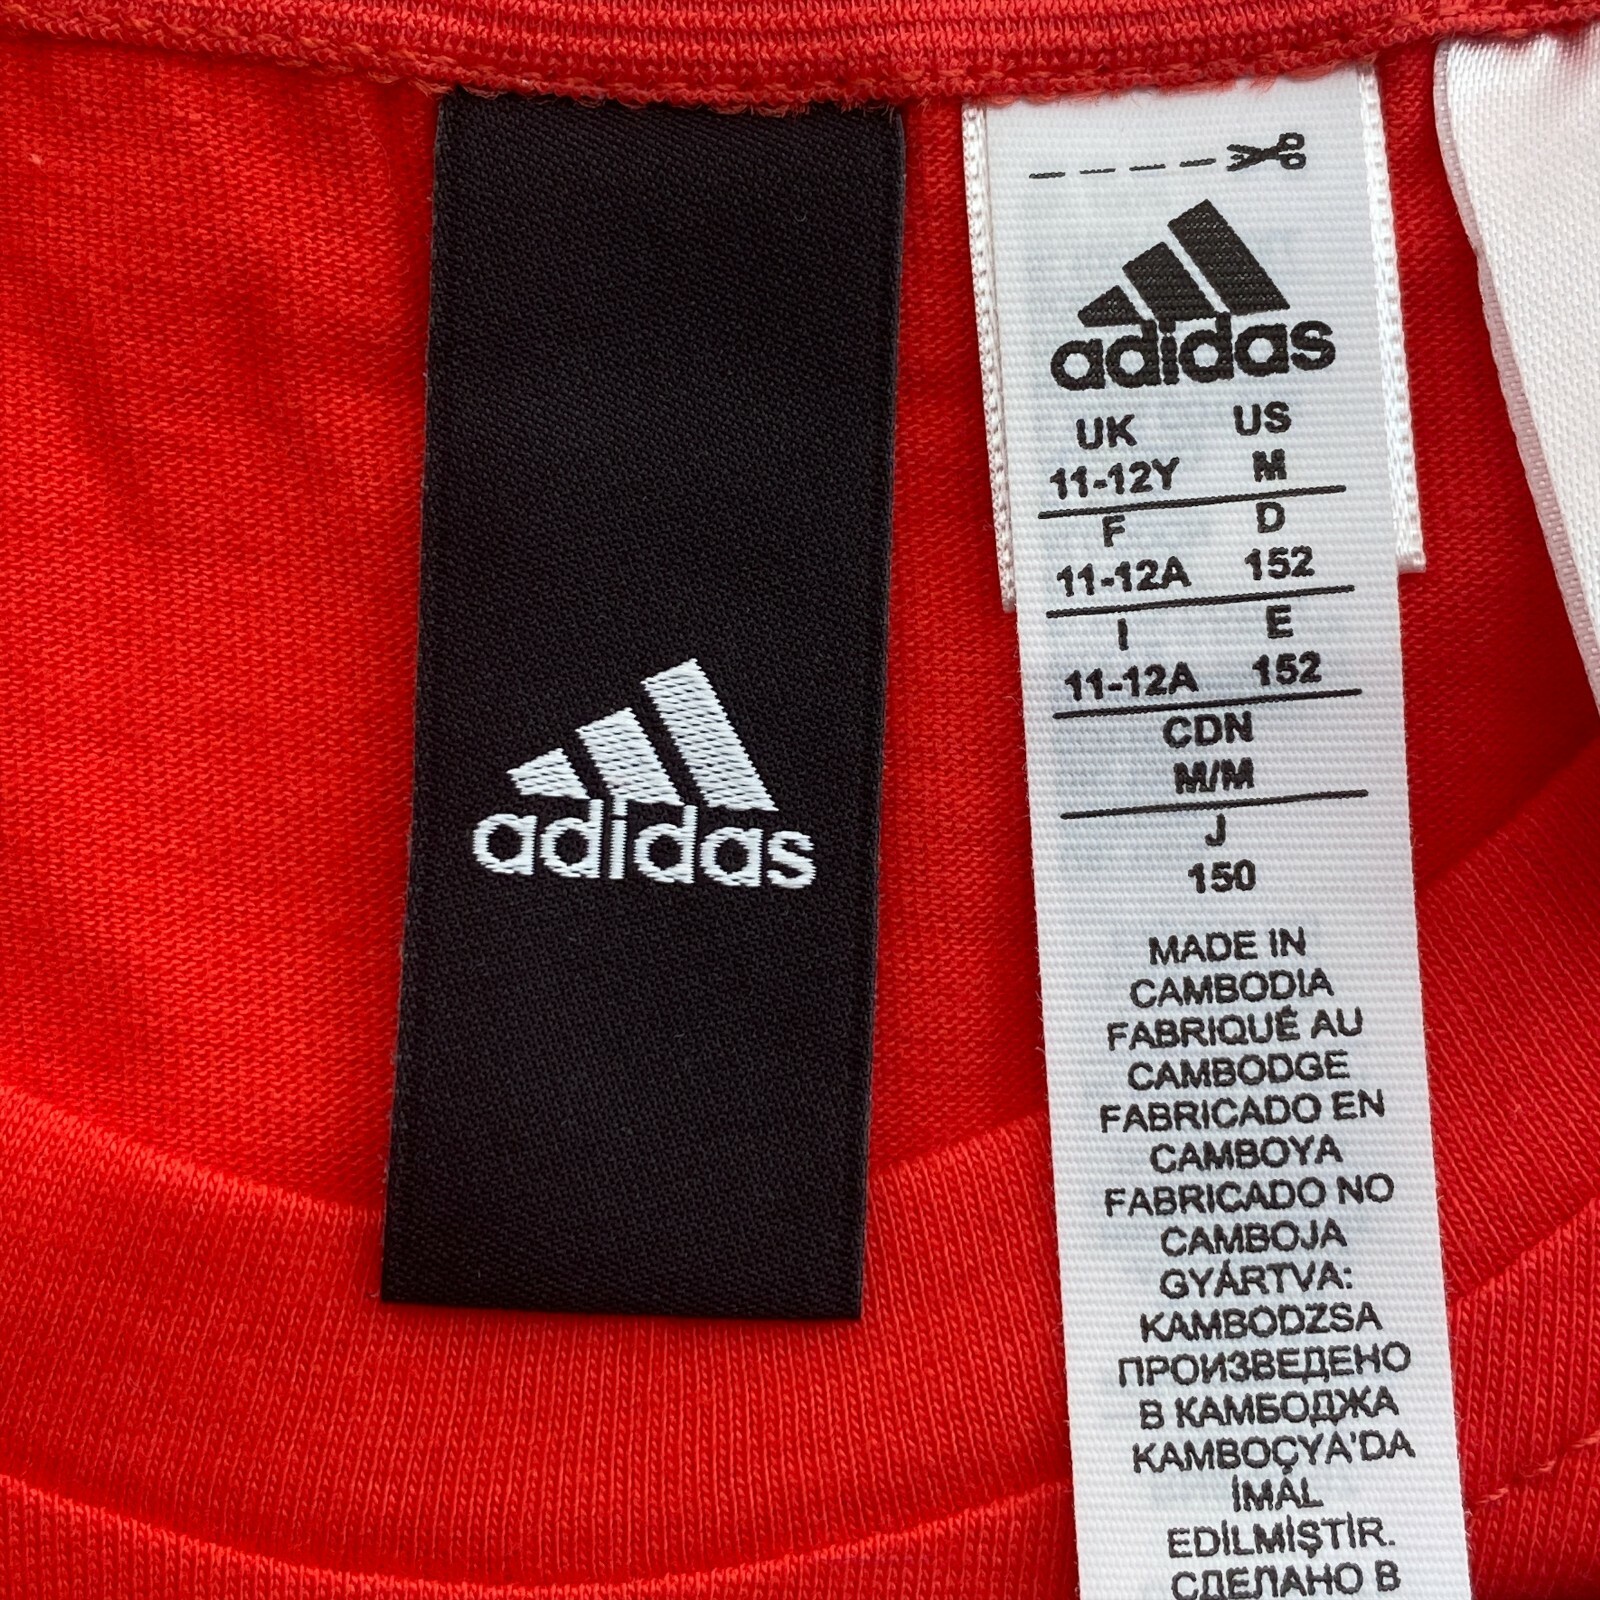 adidas
adidas
UK US
11-12Y M
F D
11-12A 152
I E
11-12A 152
CDN
M/M
J
150
MADE IN
CAMBODIA
FABRIQUÉ AU
CAMBODGE
FABRICADO EN
CAMBOYA
FABRICADO NO
CAMBOJA
GYÁRTVA:
KAMBODZSA
ПРОИЗВЕДЕНО
В КАМБОДЖА
KAMBOÇYA'DA
İMAL
EDİLMİŞTİR.
СДЕЛАНО В